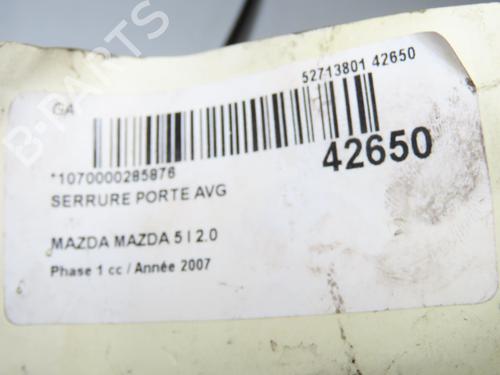 52713801 42650
GA
*1070000285876
42650
SERRURE PORTE AVG
MAZDA MAZDA 5 I 2.0
Phase 1 cc / Année 2007
B-PARTS